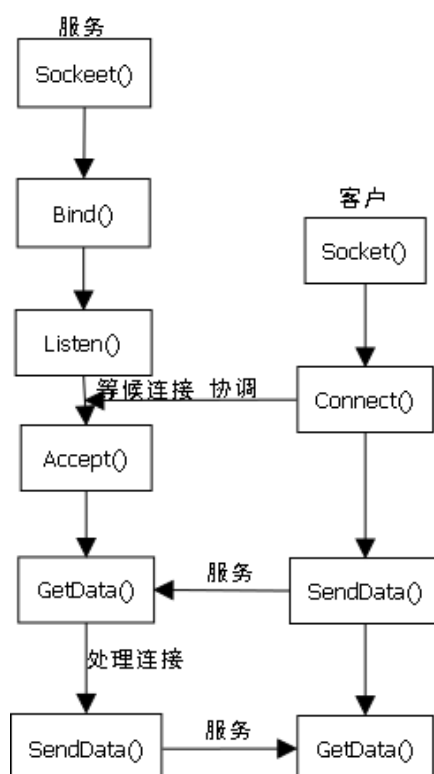 服务
Sockeet()
Bind()
客户
Socket()
Listen()
等候连接 协调
Connect()
Accept()
服务
GetData()
SendData()
处理连接
服务
SendData()
GetData()